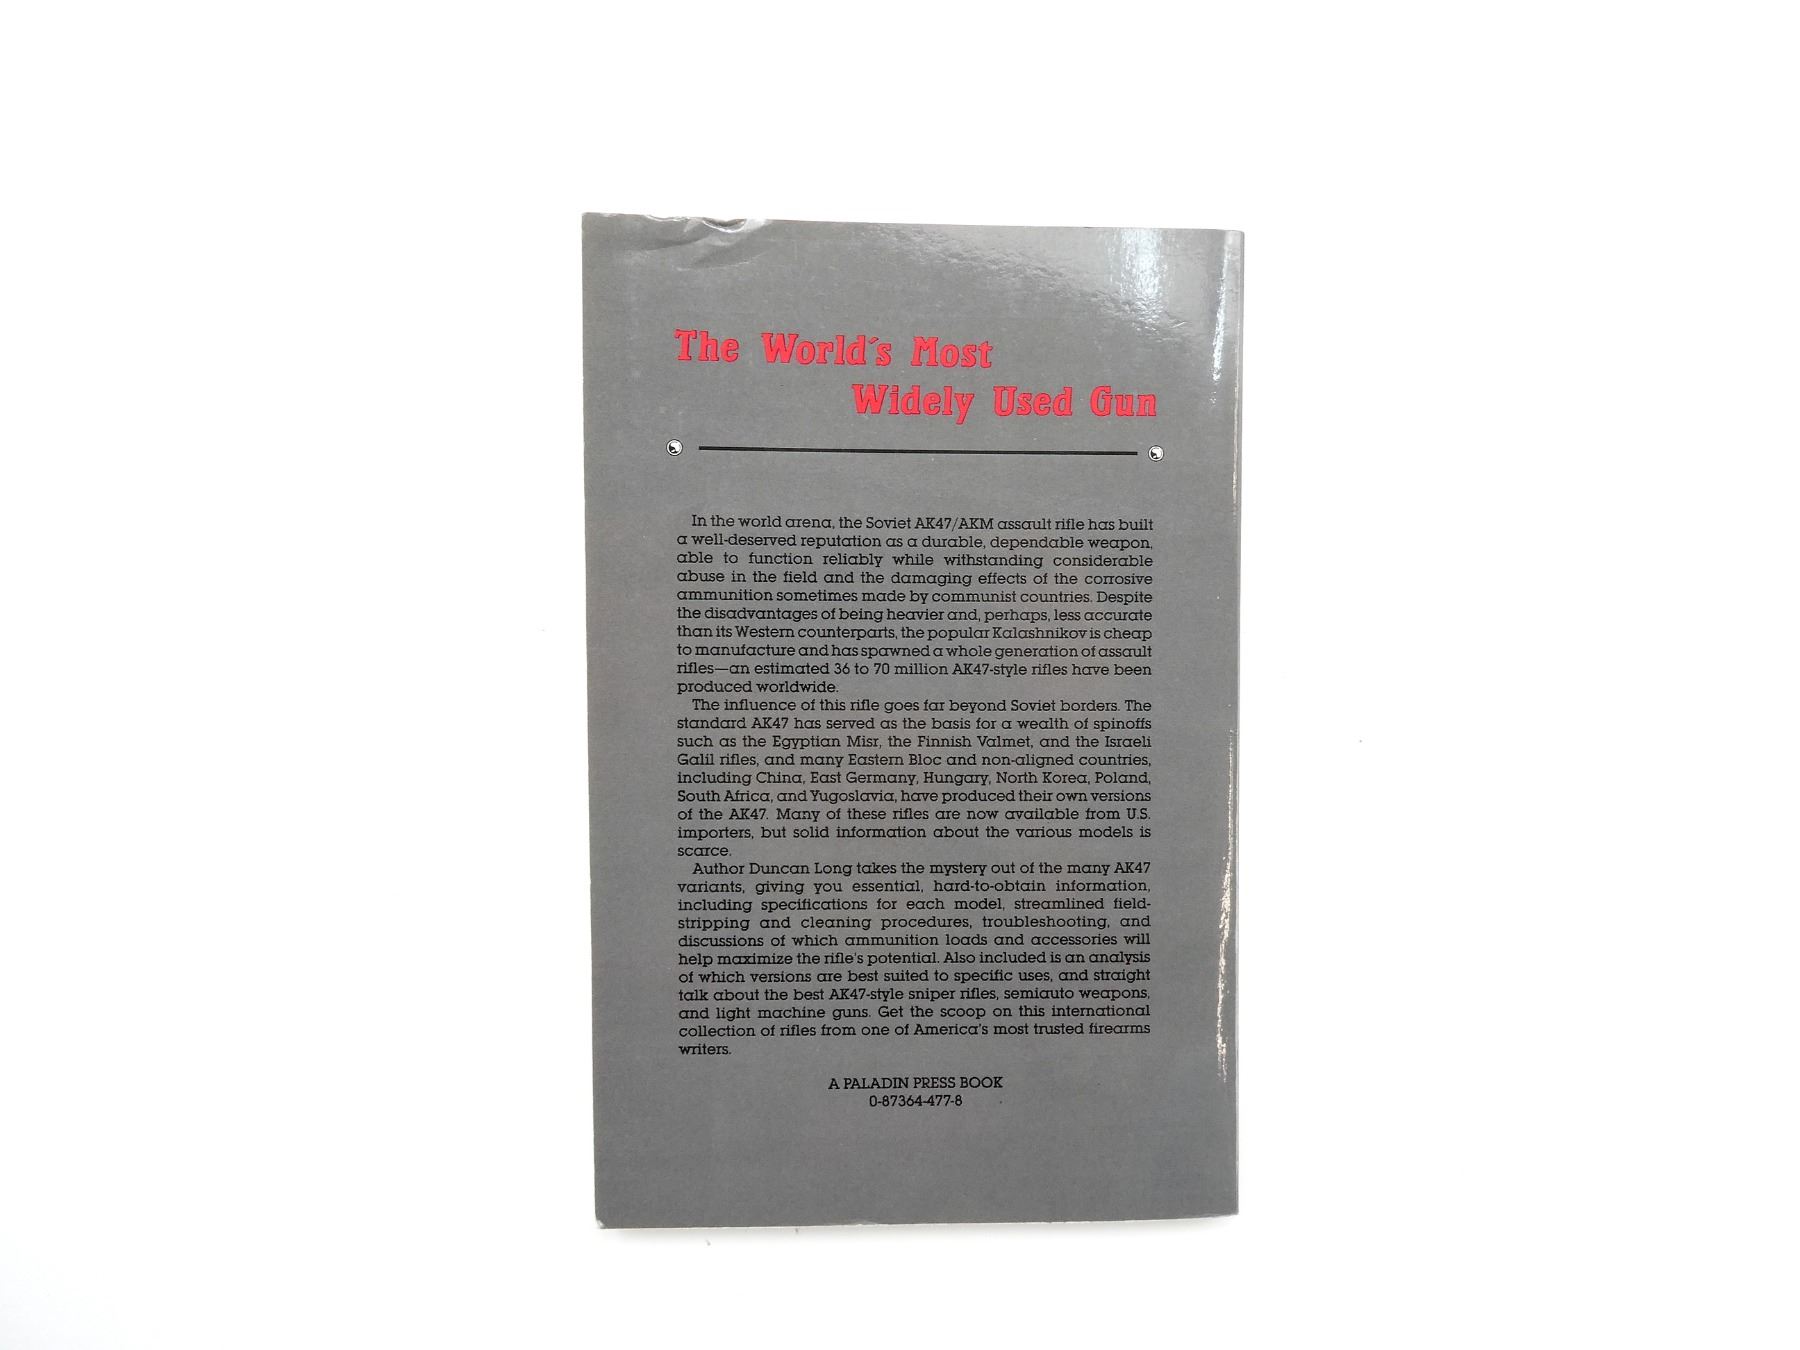 The World's Most
Widely Used Gun
In the world arena, the Soviet AK47/AKM assault rifle has built
a well-deserved reputation as a durable, dependable weapon,
able to function reliably while withstanding considerable
abuse in the field and the damaging effects of the corrosive
ammunition sometimes made by communist countries. Despite
the disadvantages of being heavier and, perhaps, less accurate
than its Western counterparts, the popular Kalashnikov is cheap
to manufacture and has spawned a whole generation of assault
rifles—an estimated 36 to 70 million AK47-style rifles have been
produced worldwide.
The influence of this rifle goes far beyond Soviet borders. The
standard AK47 has served as the basis for a wealth of spinoffs
such as the Egyptian Misr, the Finnish Valmet, and the Israeli
Galil rifles, and many Eastern Bloc and non-aligned countries,
including China, East Germany, Hungary, North Korea, Poland,
South Africa, and Yugoslavia, have produced their own versions
of the AK47. Many of these rifles are now available from U.S.
importers, but solid information about the various models is
scarce.
Author Duncan Long takes the mystery out of the many AK47
variants, giving you essential, hard-to-obtain information,
including specifications for each model, streamlined field-
stripping and cleaning procedures, troubleshooting, and
discussions of which ammunition loads and accessories will
help maximize the rifle's potential. Also included is an analysis
of which versions are best suited to specific uses, and straight
talk about the best AK47-style sniper rifles, semiauto weapons,
and light machine guns. Get the scoop on this international
collection of rifles from one of America's most trusted firearms
writers.
A PALADIN PRESS BOOK
0-87364-477-8